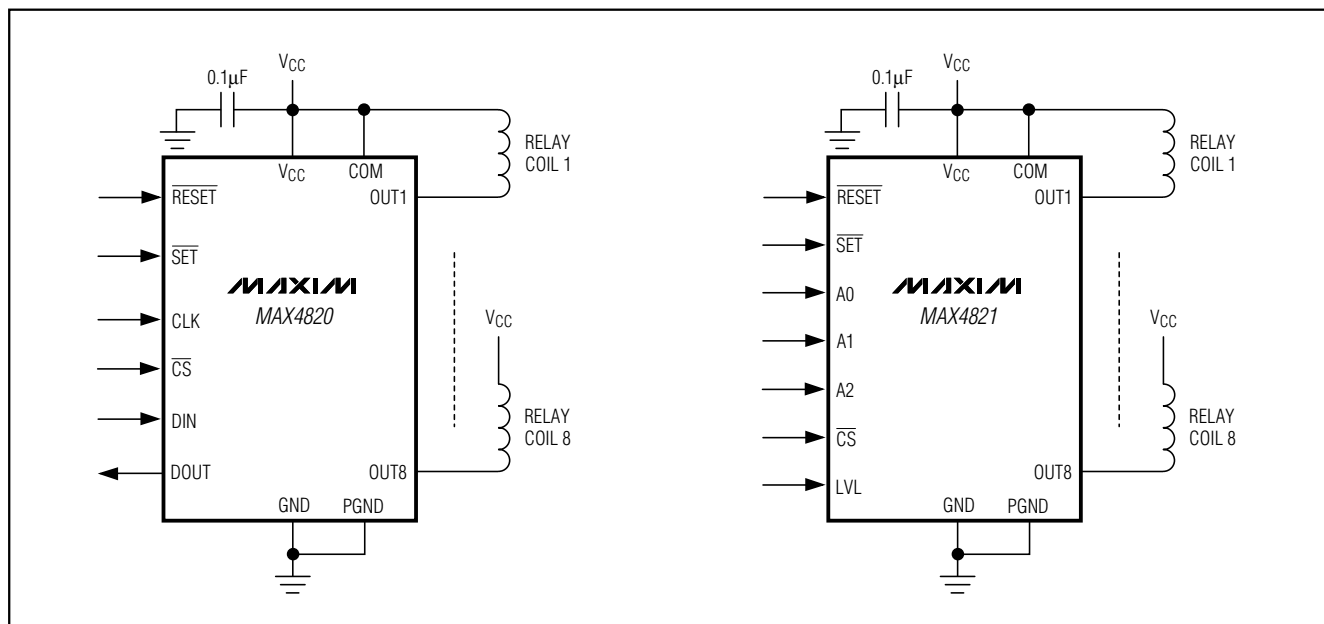 VCC
0.1µF
RELAY
COIL 1
VCC
COM
RESET
OUT1
SET
MAXIM
MAX4820
CLK
VCC
CS
DIN
RELAY
COIL 8
DOUT
OUT8
GND
PGND
VCC
0.1µF
RELAY
COIL 1
VCC
COM
RESET
OUT1
SET
A0
MAXIM
MAX4821
A1
VCC
A2
RELAY
COIL 8
CS
OUT8
LVL
GND
PGND